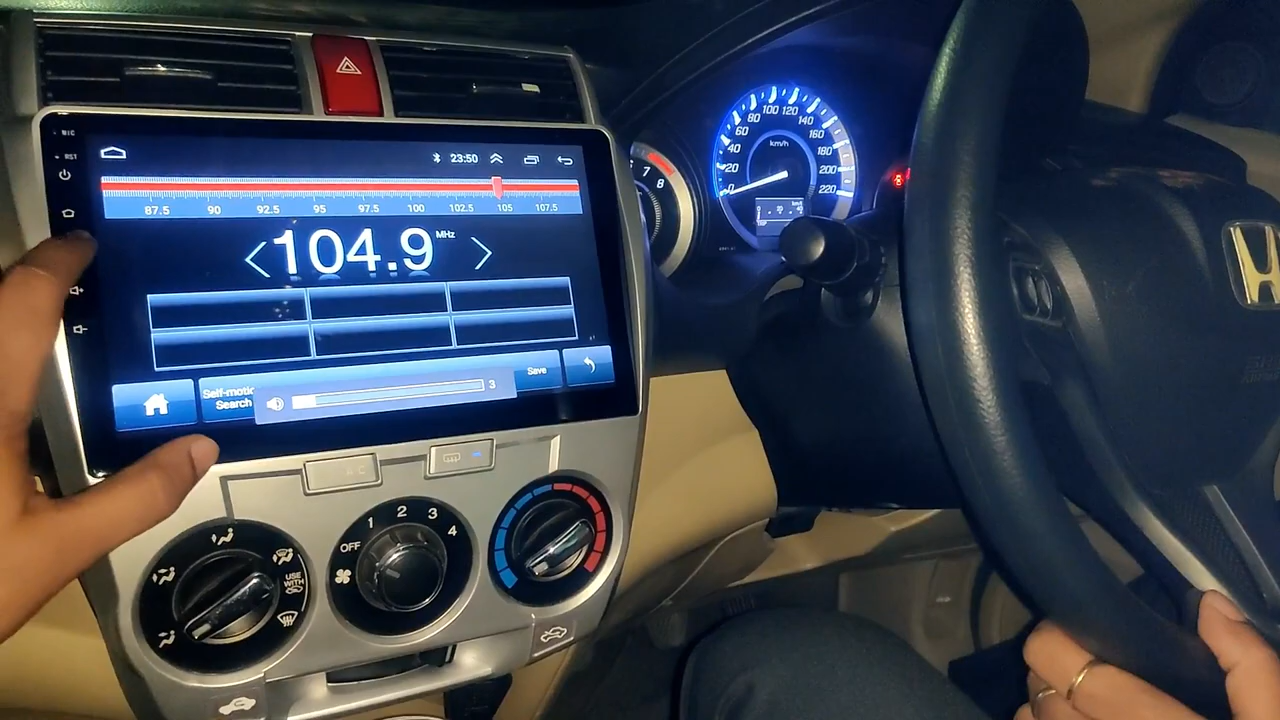 MIC
RST
23:50
87.5 90 92.5 95 97.5 100 102.5 105 107.5
104.9 MHz
Self-motio
Search
3
Save
AC
OFF 1 2 3 4
USE
WITH
7 8
0 20 40 60 80 100 120 140 160 180 200 220
km/h